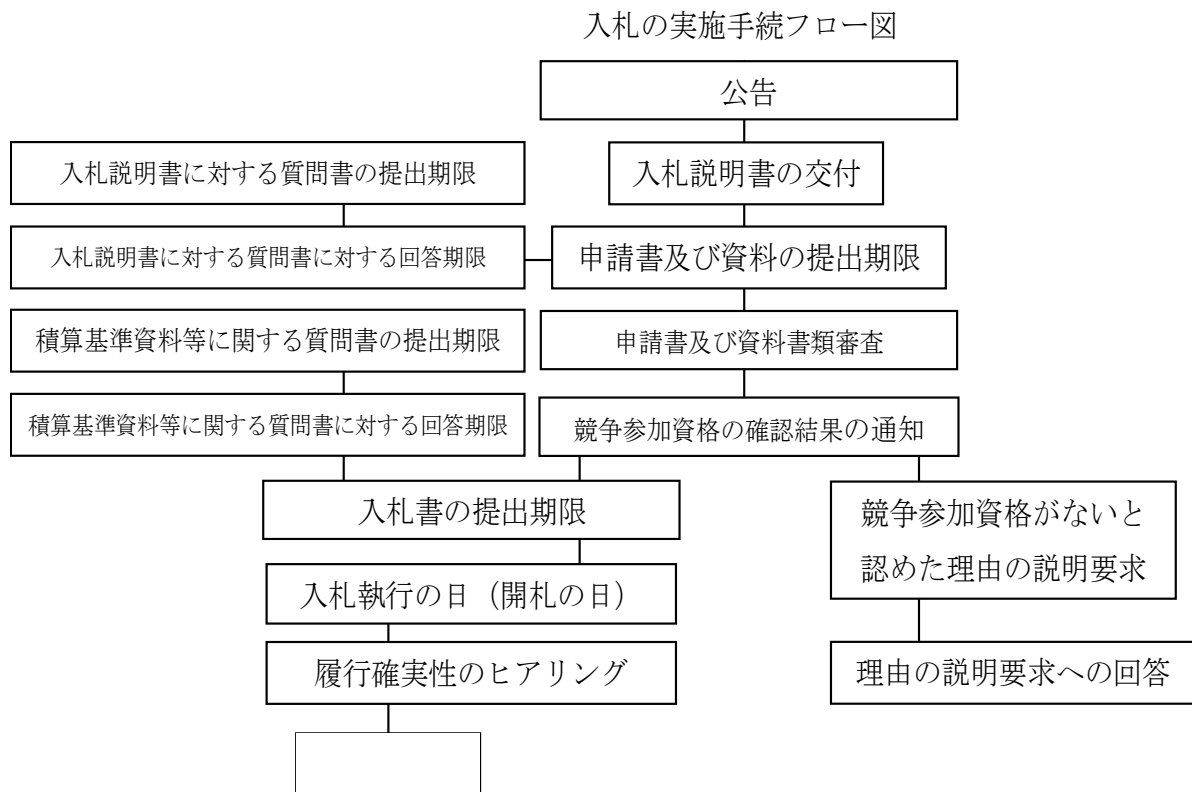 入札の実施手続フロー図
公告
入札説明書に対する質問書の提出期限
入札説明書の交付
入札説明書に対する質問書に対する回答期限
申請書及び資料の提出期限
積算基準資料等に関する質問書の提出期限
申請書及び資料書類審査
積算基準資料等に関する質問書に対する回答期限
競争参加資格の確認結果の通知
入札書の提出期限
競争参加資格がないと
認めた理由の説明要求
入札執行の日（開札の日）
履行確実性のヒアリング
理由の説明要求への回答